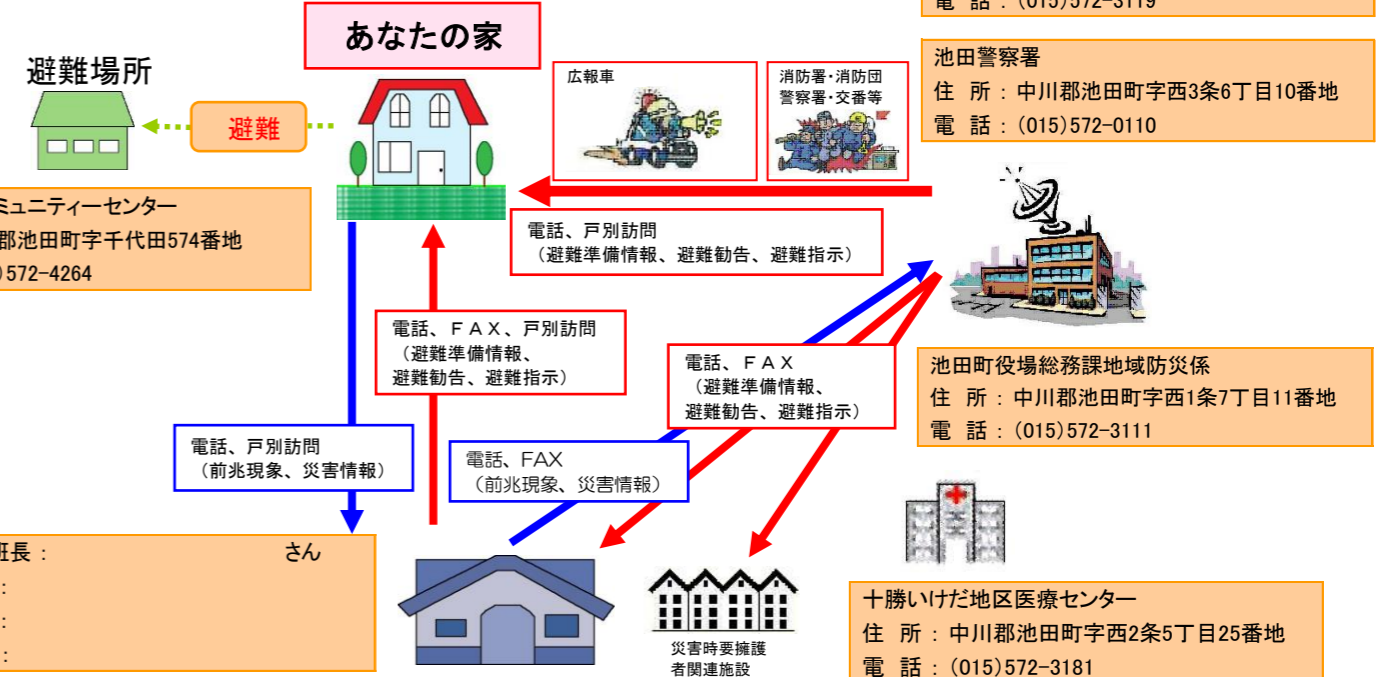 電 話 : (015)572-3119
あなたの家
避難場所
避難
広報車
消防署・消防団
警察署・交番等
池田警察署
住 所 : 中川郡池田町字西3条6丁目10番地
電 話 : (015)572-0110
ミュニティーセンター
郡池田町字千代田574番地
)572-4264
電話、戸別訪問
(避難準備情報、避難勧告、避難指示)
電話、FAX、戸別訪問
(避難準備情報、
避難勧告、避難指示)
電話、FAX
(避難準備情報、
避難勧告、避難指示)
池田町役場総務課地域防災係
住 所 : 中川郡池田町字西1条7丁目11番地
電 話 : (015)572-3111
電話、戸別訪問
(前兆現象、災害情報)
電話、FAX
(前兆現象、災害情報)
班長 : さん
:
:
:
災害時要擁護
者関連施設
十勝いけだ地区医療センター
住 所 : 中川郡池田町字西2条5丁目25番地
電 話 : (015)572-3181